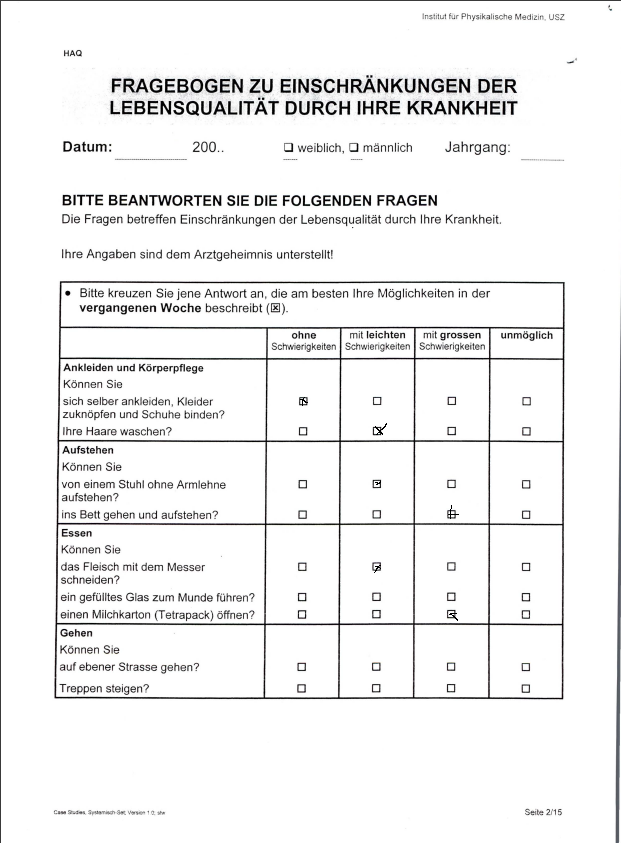 Institut für Physikalische Medizin, USZ
HAQ
FRAGEBOGEN ZU EINSCHRÄNKUNGEN DER
LEBENSQUALITÄT DURCH IHRE KRANKHEIT
Datum: 200.. ❑ weiblich, ❑ männlich Jahrgang:
BITTE BEANTWORTEN SIE DIE FOLGENDEN FRAGEN
Die Fragen betreffen Einschränkungen der Lebensqualität durch Ihre Krankheit.
Ihre Angaben sind dem Arztgeheimnis unterstellt!
• Bitte kreuzen Sie jene Antwort an, die am besten Ihre Möglichkeiten in der
vergangenen Woche beschreibt (☒).
ohne mit leichten mit grossen unmöglich
Schwierigkeiten Schwierigkeiten Schwierigkeiten
Ankleiden und Körperpflege
Können Sie
sich selber ankleiden, Kleider ☒ ☐ ☐ ☐
zuknöpfen und Schuhe binden?
Ihre Haare waschen? ☐ ☒ ☐ ☐
Aufstehen
Können Sie
von einem Stuhl ohne Armlehne ☐ ☒ ☐ ☐
aufstehen?
ins Bett gehen und aufstehen? ☐ ☐ ☒ ☐
Essen
Können Sie
das Fleisch mit dem Messer ☐ ☒ ☐ ☐
schneiden?
ein gefülltes Glas zum Munde führen? ☐ ☐ ☐ ☐
einen Milchkarton (Tetrapack) öffnen? ☐ ☐ ☒ ☐
Gehen
Können Sie
auf ebener Strasse gehen? ☐ ☐ ☐ ☐
Treppen steigen? ☐ ☐ ☐ ☐
Case Studies, Systemisch-Set, Version 1.0, stw
Seite 2/15